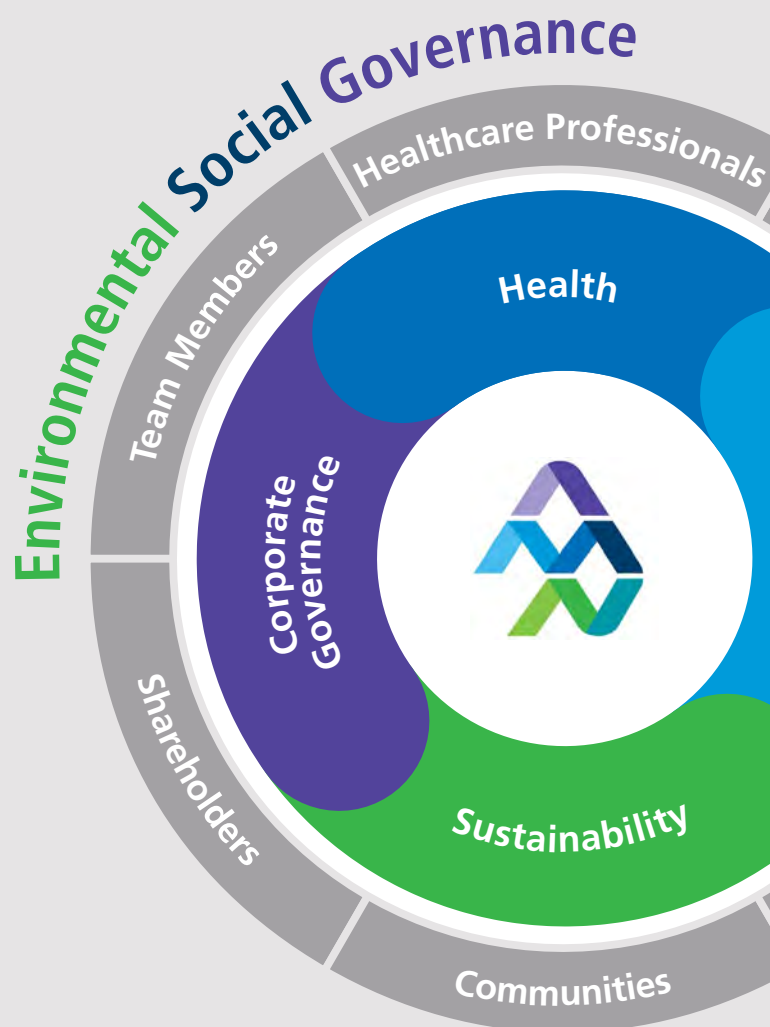 Environmental Social Governance
Healthcare Professionals
Team Members
Health
Corporate
Governance
Shareholders
Sustainability
Communities